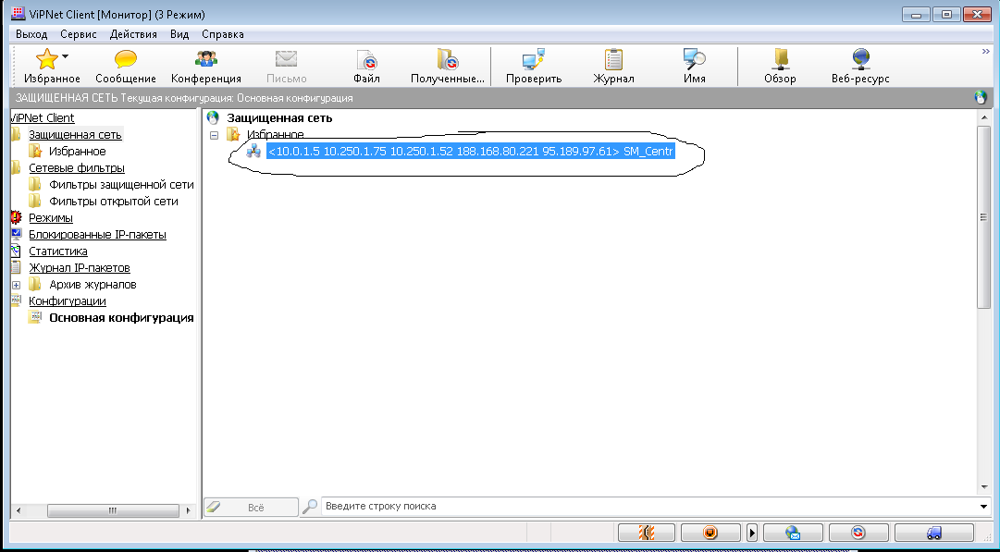 ViPNet Client [Монитор] (3 Режим)
Выход Сервис Действия Вид Справка
Избранное Сообщение Конференция Письмо Файл Полученные... Проверить Журнал Имя Обзор Веб-ресурс
ЗАЩИЩЕННАЯ СЕТЬ Текущая конфигурация: Основная конфигурация
ViPNet Client
Защищенная сеть
Избранное
Сетевые фильтры
Фильтры защищенной сети
Фильтры открытой сети
Режимы
Блокированные IP-пакеты
Статистика
Журнал IP-пакетов
Архив журналов
Конфигурации
Основная конфигурация
Защищенная сеть
Избранное
<10.0.1.5 10.250.1.75 10.250.1.52 188.168.80.221 95.189.97.61> SM_Centr
Всё
Введите строку поиска